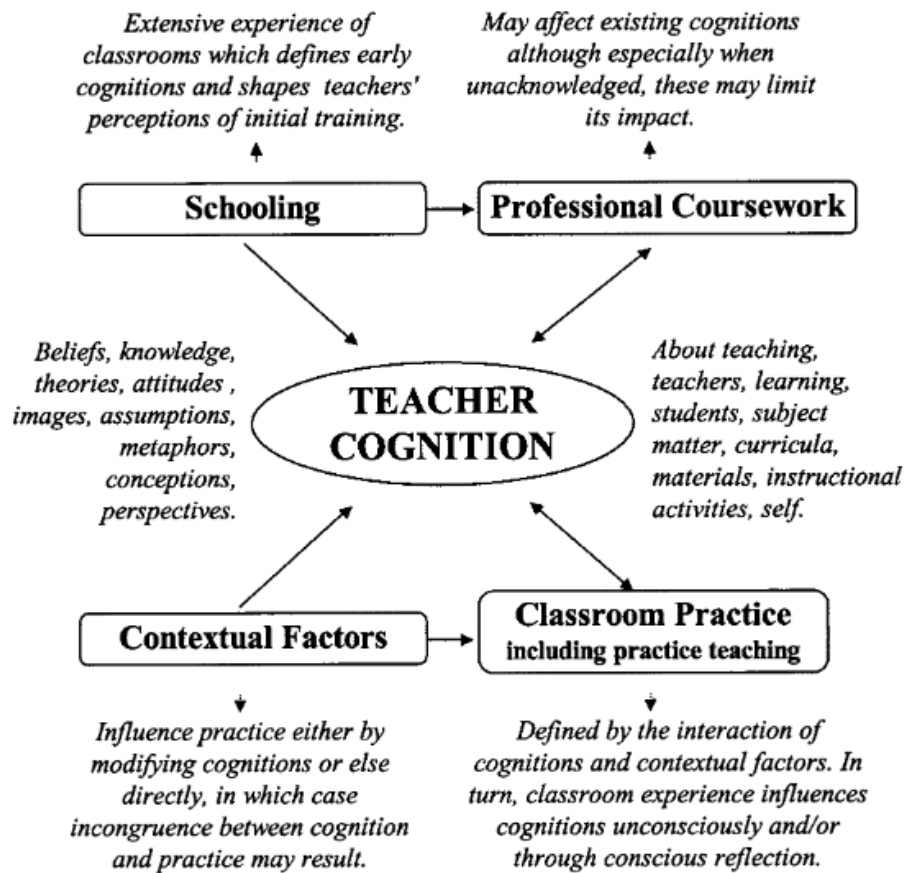 Extensive experience of
classrooms which defines early
cognitions and shapes teachers'
perceptions of initial training.
May affect existing cognitions
although especially when
unacknowledged, these may limit
its impact.
Schooling
Professional Coursework
Beliefs, knowledge,
theories, attitudes ,
images, assumptions,
metaphors,
conceptions,
perspectives.
TEACHER
COGNITION
About teaching,
teachers, learning,
students, subject
matter, curricula,
materials, instructional
activities, self.
Contextual Factors
Classroom Practice
including practice teaching
Influence practice either by
modifying cognitions or else
directly, in which case
incongruence between cognition
and practice may result.
Defined by the interaction of
cognitions and contextual factors. In
turn, classroom experience influences
cognitions unconsciously and/or
through conscious reflection.